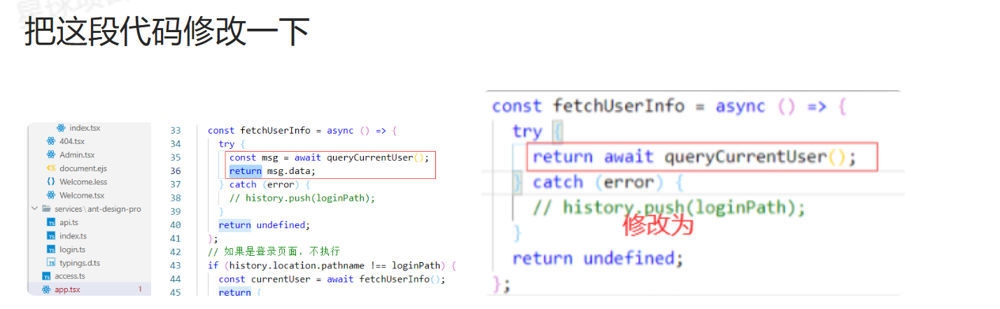 把这段代码修改一下
index.tsx
404.tsx
Admin.tsx
document.ejs
Welcome.less
Welcome.tsx
services\ant-design-pro
api.ts
index.ts
login.ts
typings.d.ts
access.ts
app.tsx 1
33 const fetchUserInfo = async () => {
34 try {
35 const msg = await queryCurrentUser();
36 return msg.data;
37 } catch (error) {
38 // history.push(loginPath);
39 }
40 return undefined;
41 };
42 // 如果是登录页面，不执行
43 if (history.location.pathname !== loginPath) {
44 const currentUser = await fetchUserInfo();
45 return {
const fetchUserInfo = async () => {
try {
return await queryCurrentUser();
} catch (error) {
// history.push(loginPath);
修改为
}
return undefined;
};